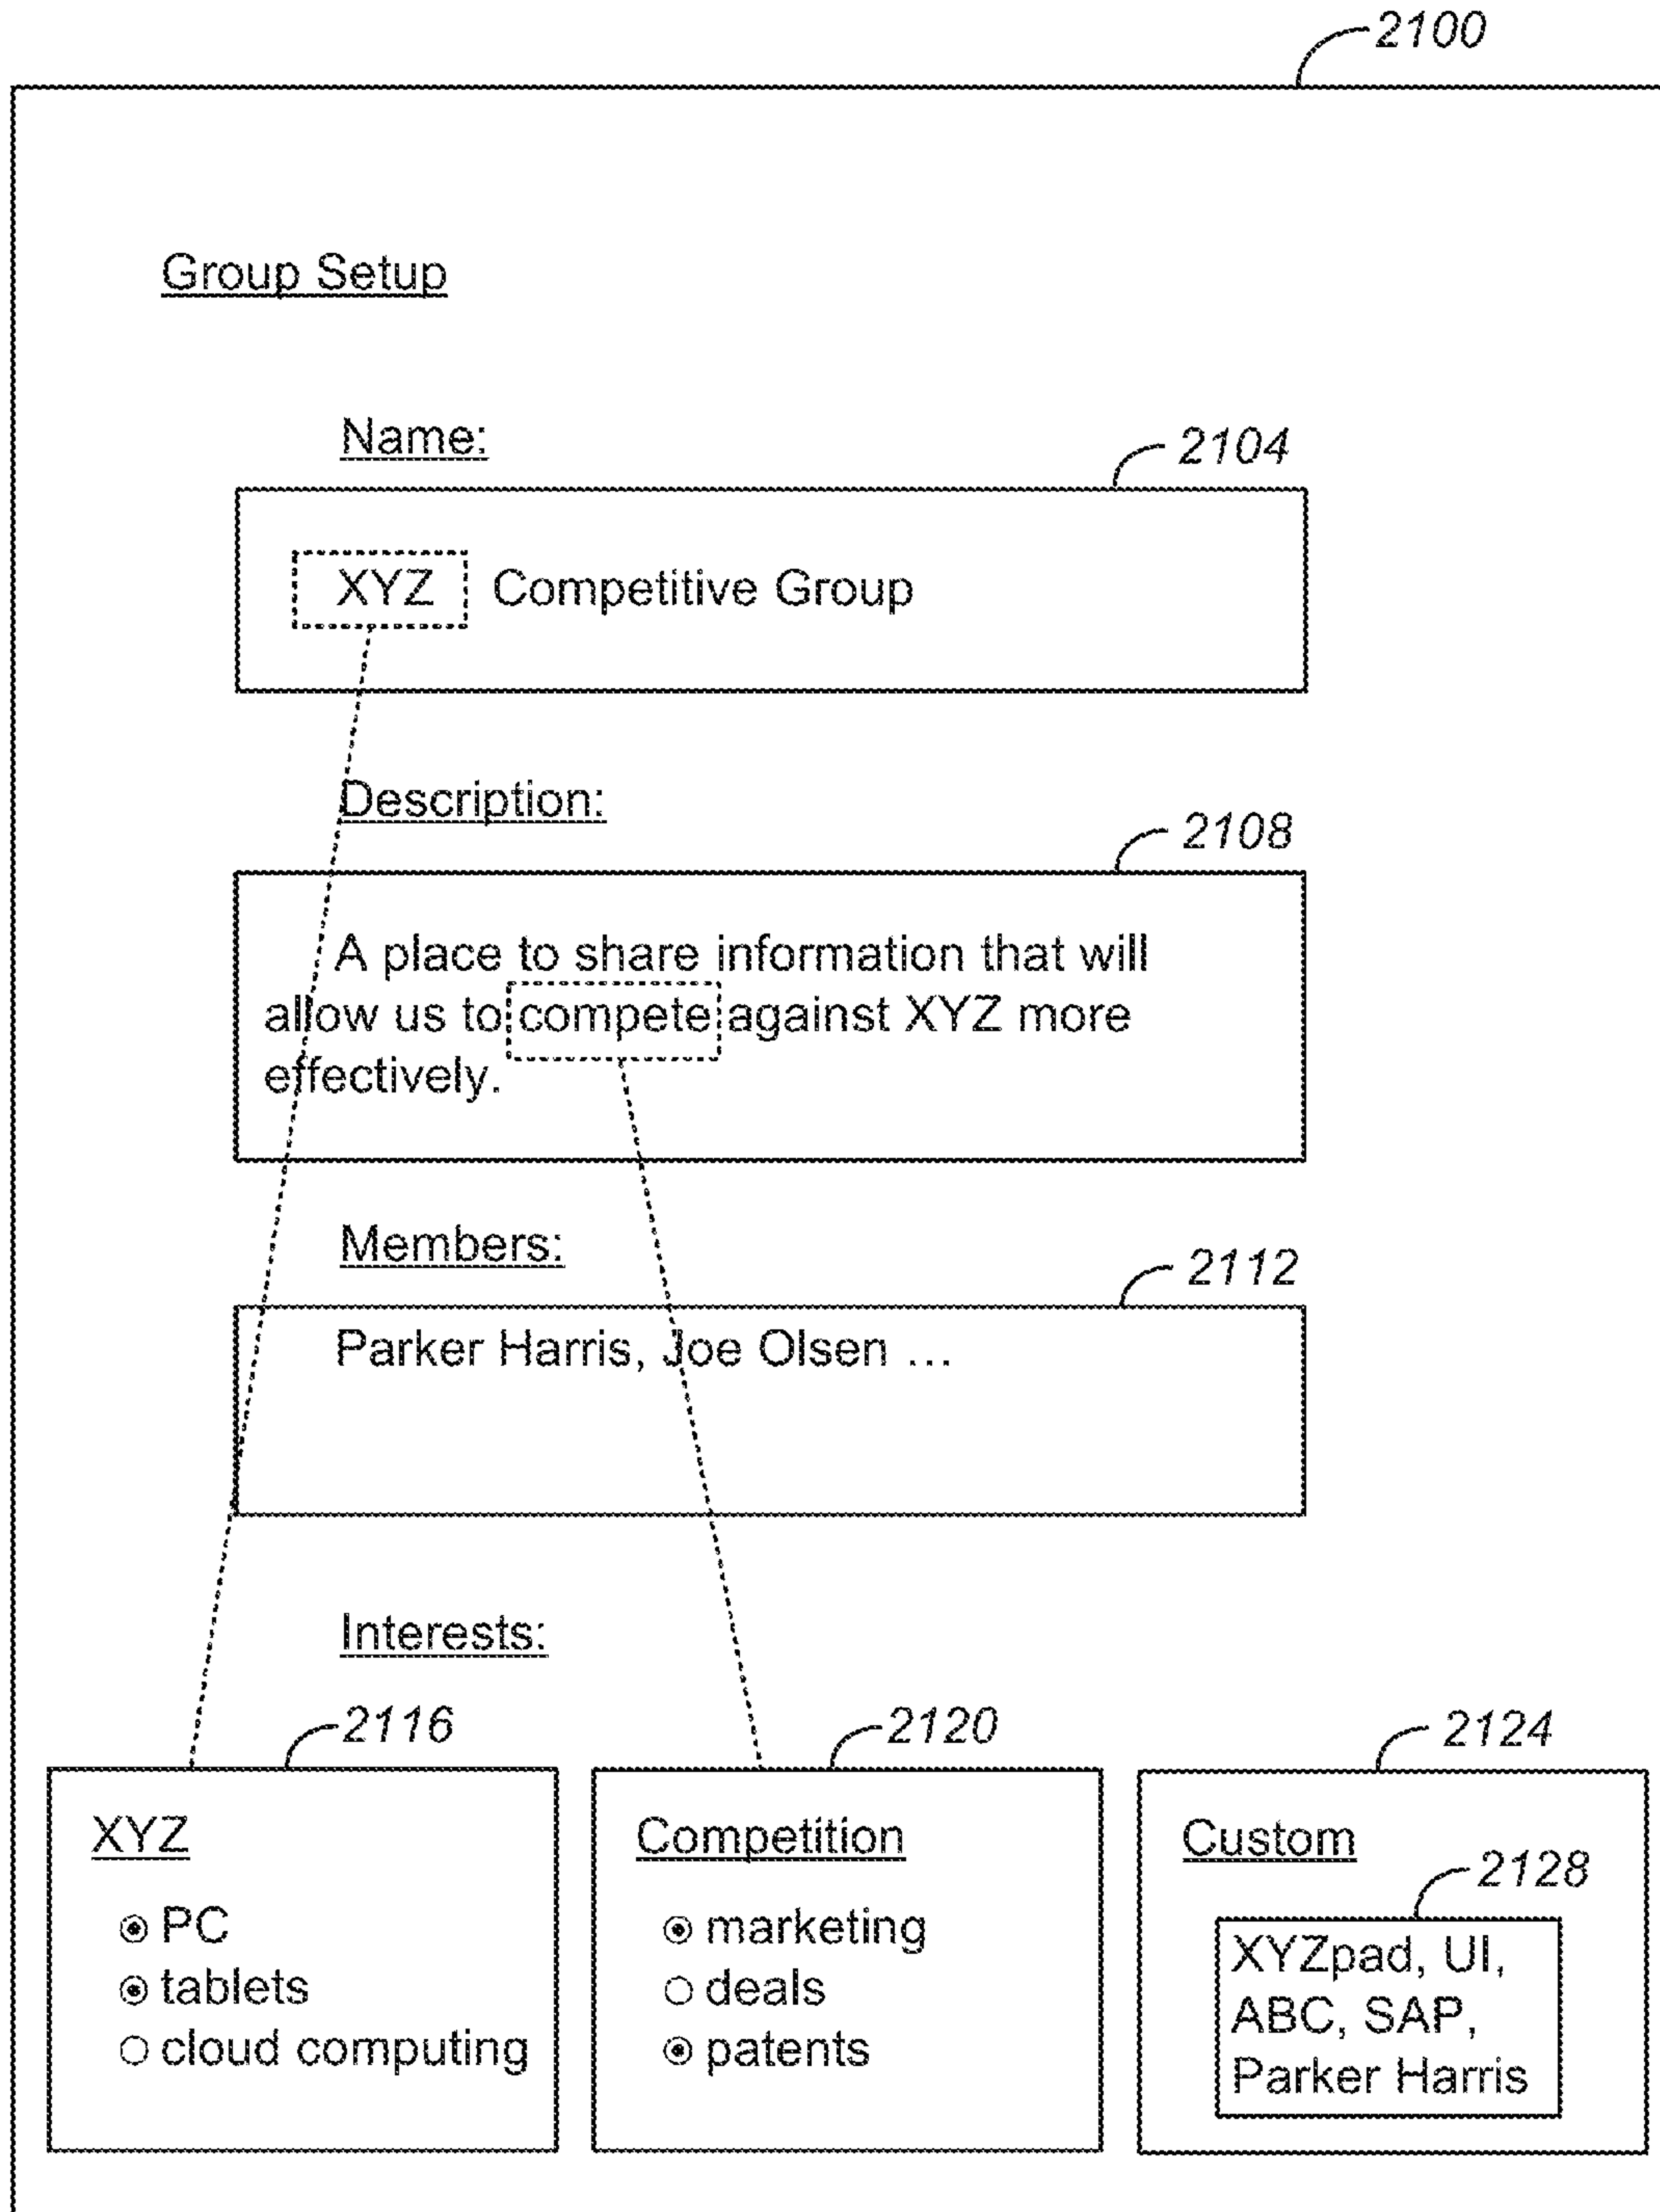 2100
Group Setup
Name:
2104
XYZ Competitive Group
Description:
2108
A place to share information that will
allow us to compete against XYZ more
effectively.
Members:
2112
Parker Harris, Joe Olsen ...
Interests:
2116
XYZ
PC
tablets
cloud computing
2120
Competition
marketing
deals
patents
2124
Custom
2128
XYZpad, UI,
ABC, SAP,
Parker Harris